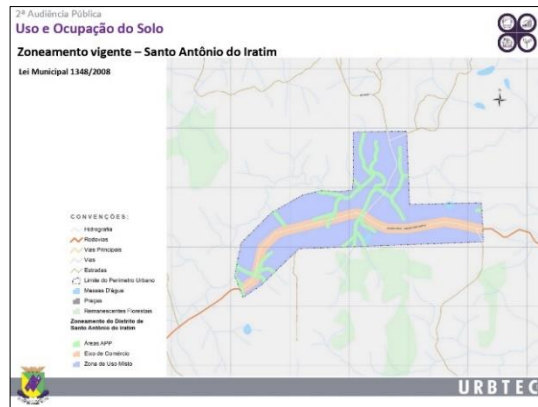 2ª Audiência Pública
Uso e Ocupação do Solo
Zoneamento vigente – Santo Antônio do Iratim
Lei Municipal 1348/2008
CONVENÇÕES:
Hidrografia
Rodovias
Vias Principais
Vias
Estradas
Limite do Perímetro Urbano
Massas D'água
Praças
Remanescentes Florestais
Zoneamento do Distrito de
Santo Antônio do Iratim
Áreas APP
Eixo de Comércio
Zona de Uso Misto
URBTEC